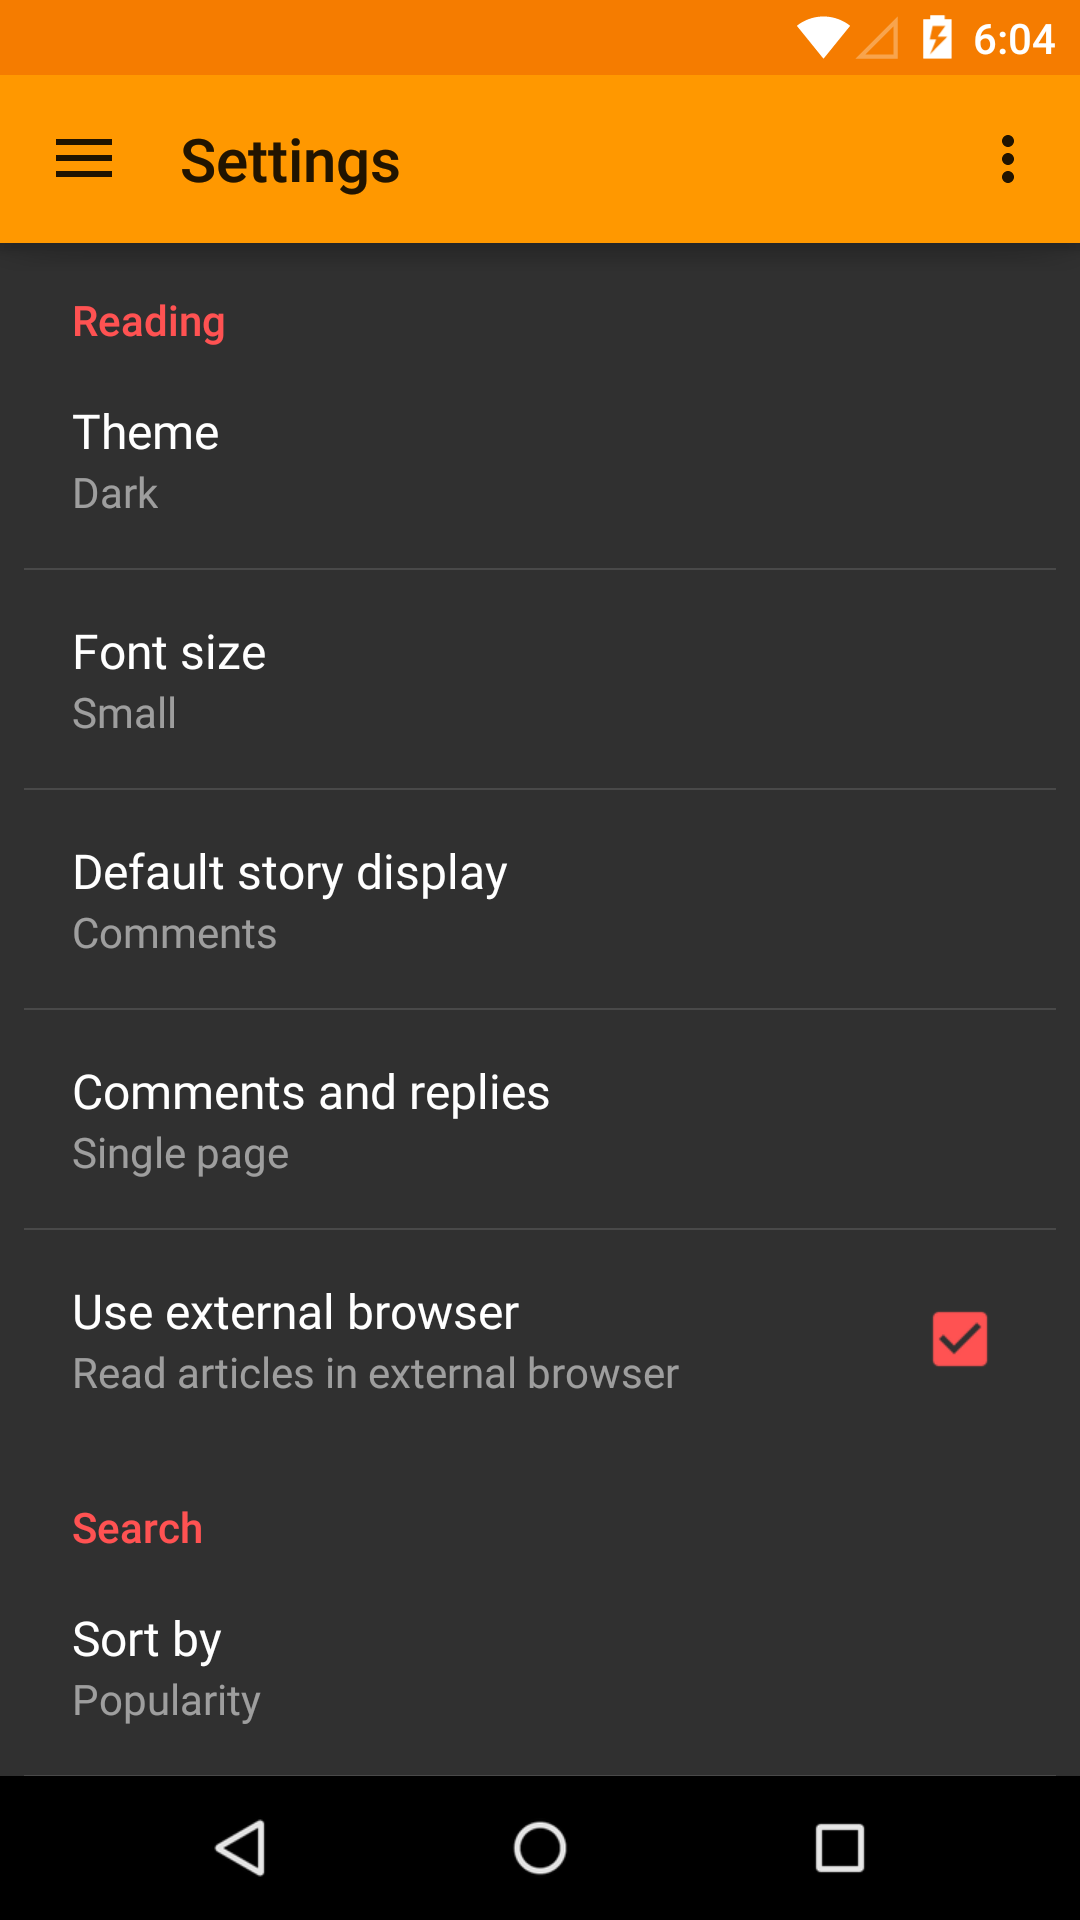 6:04
Settings
Reading
Theme
Dark
Font size
Small
Default story display
Comments
Comments and replies
Single page
Use external browser
Read articles in external browser
Search
Sort by
Popularity